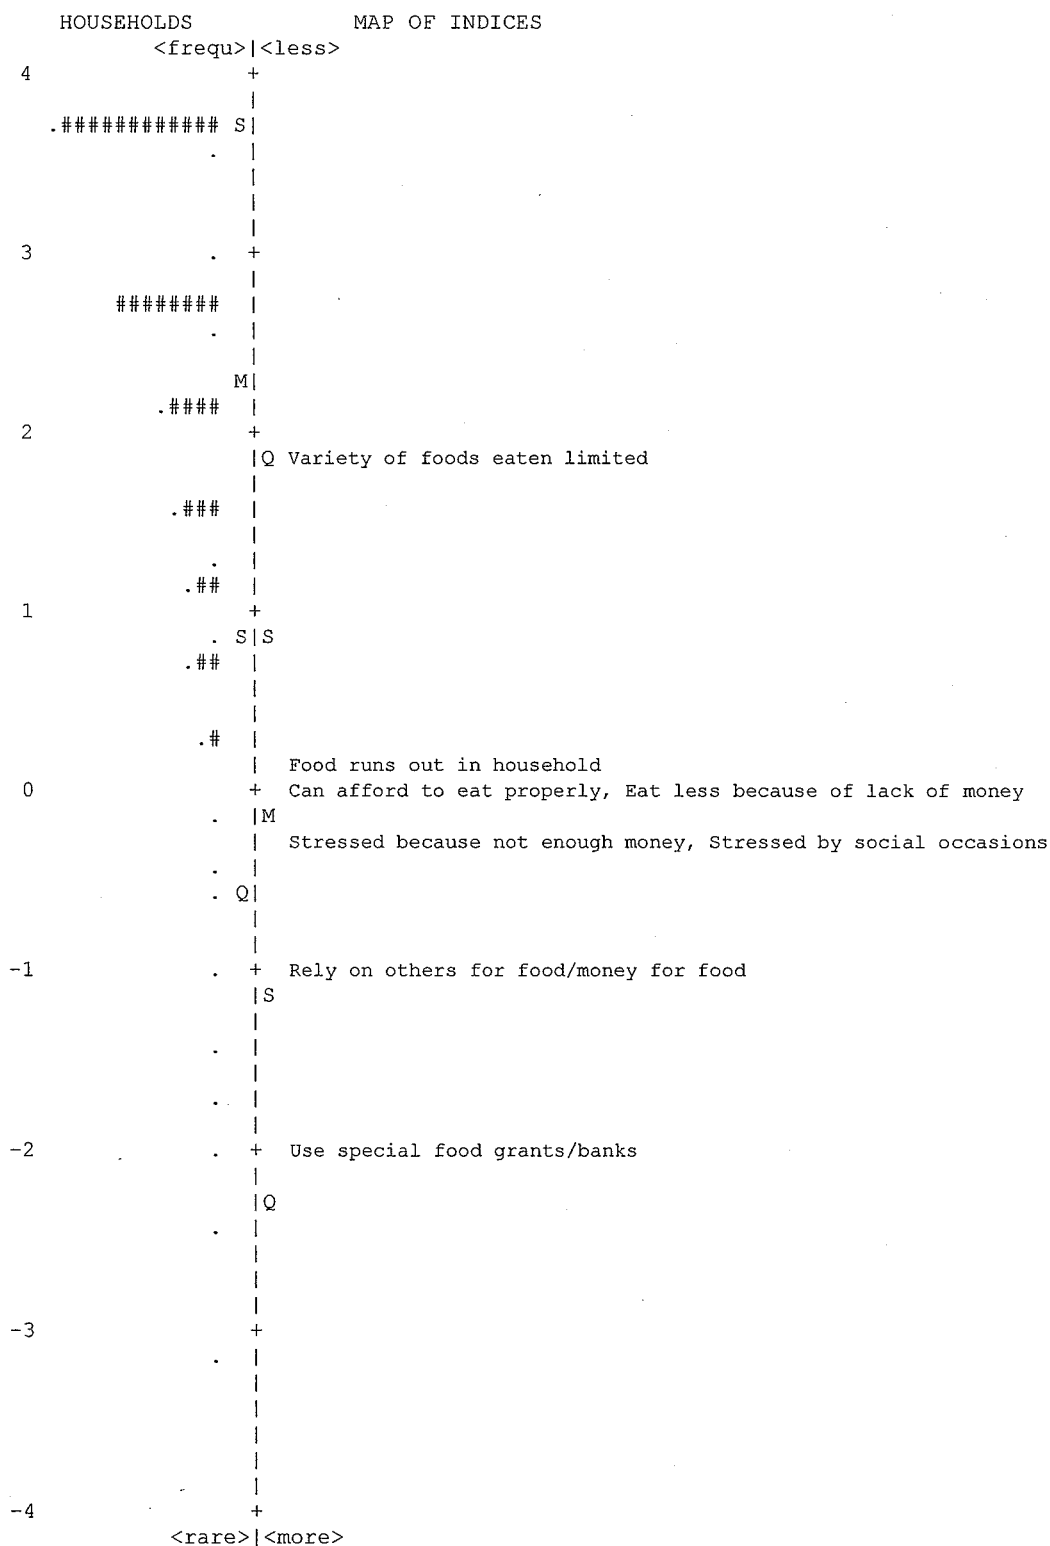 HOUSEHOLDS MAP OF INDICES
<frequ>|<less>
4 +
|
.############ S|
. |
|
|
|
3 . +
|
######## |
. |
|
M|
.#### |
2 +
|Q Variety of foods eaten limited
|
.### |
|
. |
.## |
1 +
. S|S
.## |
|
|
.# |
| Food runs out in household
0 + Can afford to eat properly, Eat less because of lack of money
. |M
| Stressed because not enough money, Stressed by social occasions
. |
. Q|
|
|
-1 . + Rely on others for food/money for food
|S
|
. |
|
. |
|
-2 . + Use special food grants/banks
|
|Q
. |
|
|
|
-3 +
. |
|
|
|
|
|
-4 +
<rare>|<more>